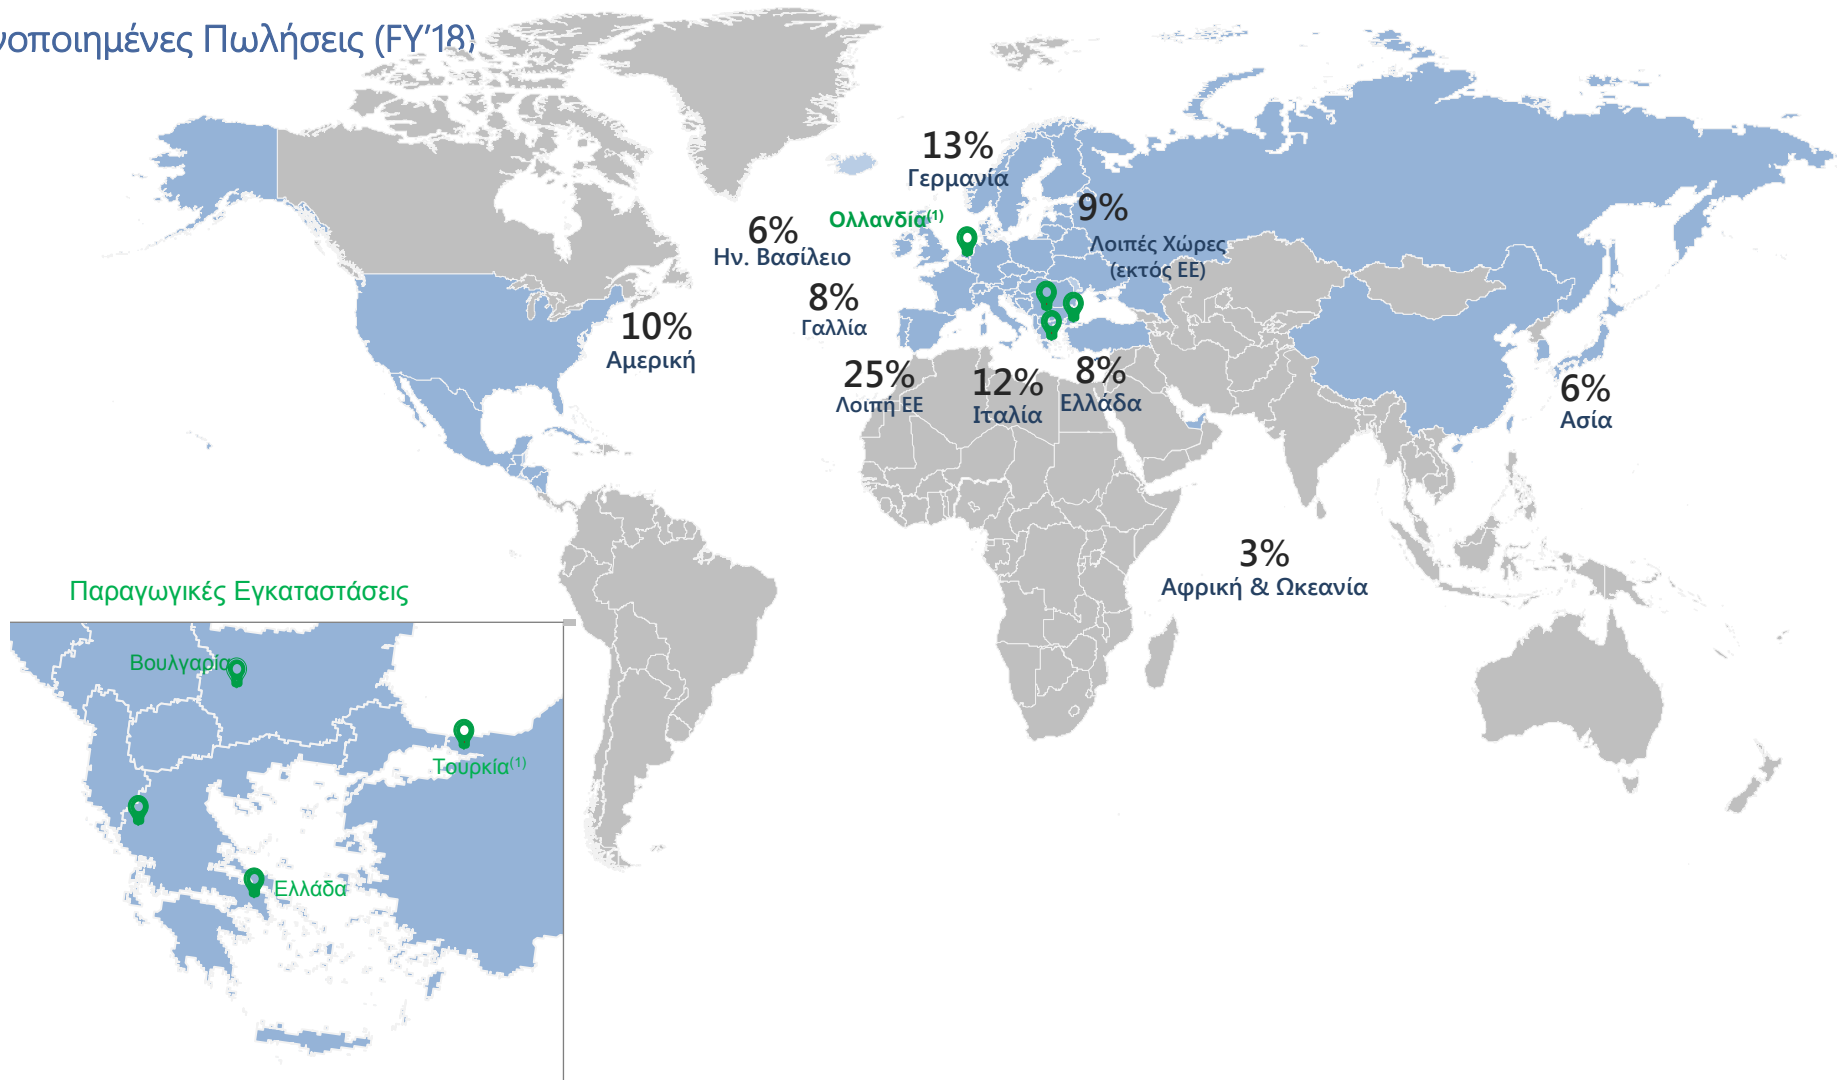 νοποιημένες Πωλήσεις (FY'18)
13%
Γερμανία
9%
Λοιπές Χώρες
(εκτός ΕΕ)
Ολλανδία(1)
6%
Ην. Βασίλειο
8%
Γαλλία
10%
Αμερική
25%
Λοιπή ΕΕ
12%
Ιταλία
8%
Ελλάδα
6%
Ασία
3%
Αφρική & Ωκεανία
Παραγωγικές Εγκαταστάσεις
Βουλγαρία
Τουρκία(1)
Ελλάδα